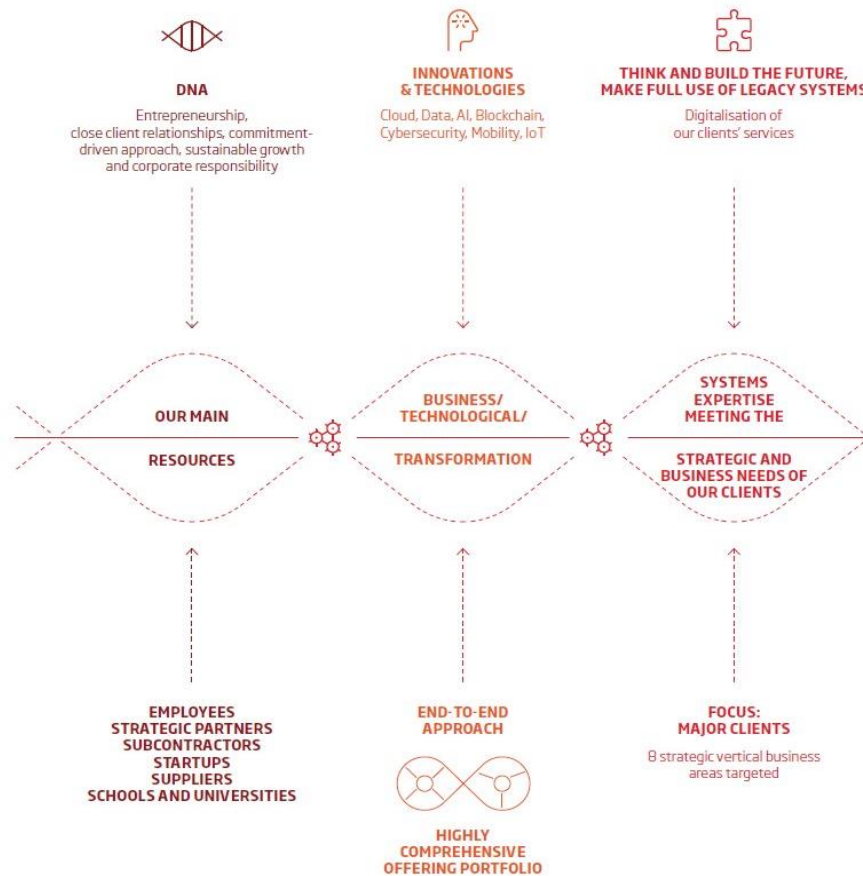 DNA
Entrepreneurship,
close client relationships, commitment-
driven approach, sustainable growth
and corporate responsibility
INNOVATIONS
& TECHNOLOGIES
Cloud, Data, AI, Blockchain,
Cybersecurity, Mobility, IoT
THINK AND BUILD THE FUTURE,
MAKE FULL USE OF LEGACY SYSTEMS
Digitalisation of
our clients' services
OUR MAIN
RESOURCES
BUSINESS/
TECHNOLOGICAL/
TRANSFORMATION
SYSTEMS
EXPERTISE
MEETING THE
STRATEGIC AND
BUSINESS NEEDS OF
OUR CLIENTS
EMPLOYEES
STRATEGIC PARTNERS
SUBCONTRACTORS
STARTUPS
SUPPLIERS
SCHOOLS AND UNIVERSITIES
END-TO-END
APPROACH
HIGHLY
COMPREHENSIVE
OFFERING PORTFOLIO
FOCUS:
MAJOR CLIENTS
8 strategic vertical business
areas targeted